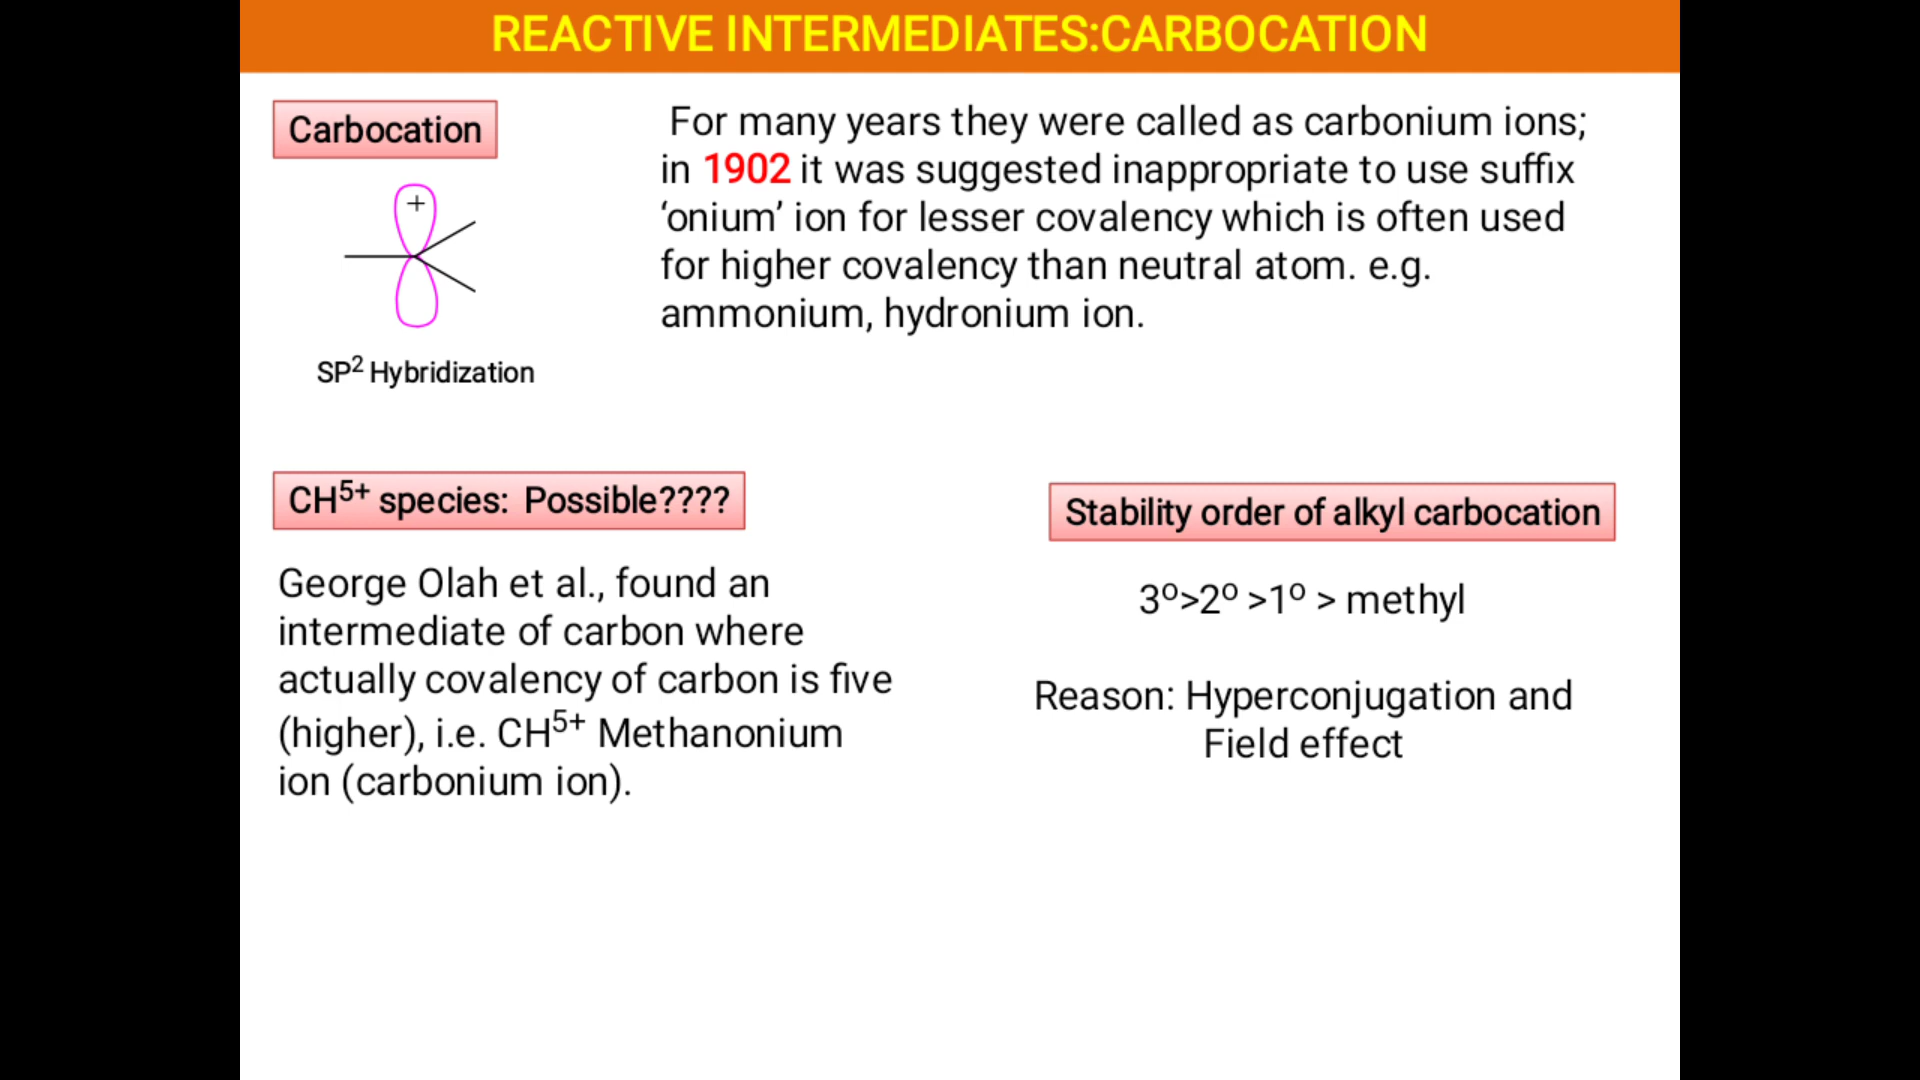 REACTIVE INTERMEDIATES:CARBOCATION
Carbocation
+
SP² Hybridization
For many years they were called as carbonium ions;
in 1902 it was suggested inappropriate to use suffix
‘onium’ ion for lesser covalency which is often used
for higher covalency than neutral atom. e.g.
ammonium, hydronium ion.
CH⁵⁺ species: Possible????
George Olah et al., found an
intermediate of carbon where
actually covalency of carbon is five
(higher), i.e. CH⁵⁺ Methanonium
ion (carbonium ion).
Stability order of alkyl carbocation
3⁰>2⁰ >1⁰ > methyl
Reason: Hyperconjugation and
Field effect